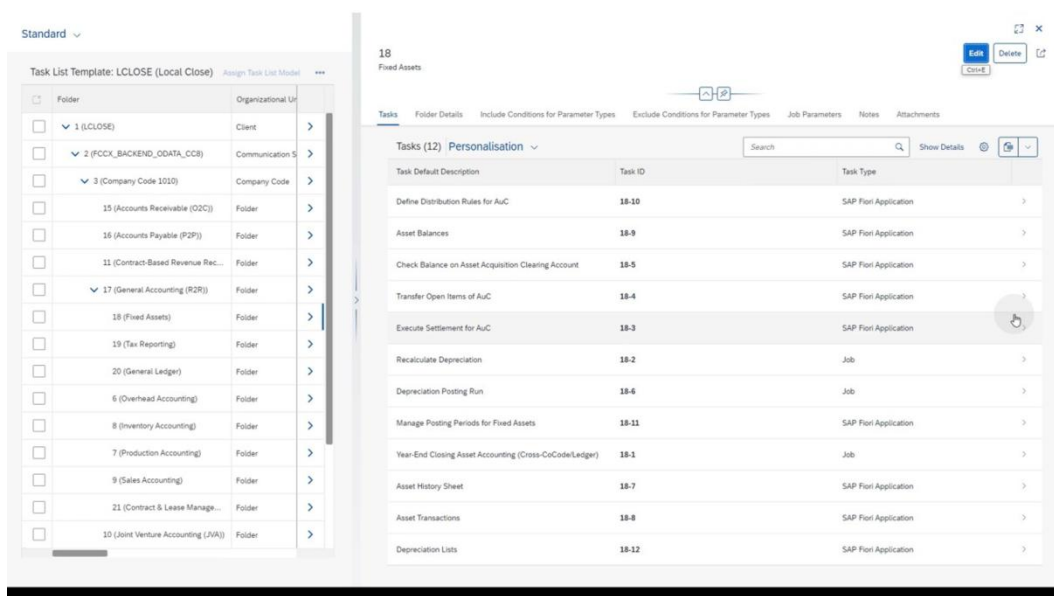 Standard
Task List Template: LCLOSE (Local Close) Assign Task List Model
Folder Organizational Ur
1 (LCLOSE) Client
2 (FCCX_BACKEND_ODATA_CC8) Communication S
3 (Company Code 1010) Company Code
15 (Accounts Receivable (O2C)) Folder
16 (Accounts Payable (P2P)) Folder
11 (Contract-Based Revenue Rec... Folder
17 (General Accounting (R2R)) Folder
18 (Fixed Assets) Folder
19 (Tax Reporting) Folder
20 (General Ledger) Folder
6 (Overhead Accounting) Folder
8 (Inventory Accounting) Folder
7 (Production Accounting) Folder
9 (Sales Accounting) Folder
21 (Contract & Lease Manage... Folder
10 (Joint Venture Accounting (JVA)) Folder
18
Fixed Assets
Edit Delete
Ctrl+E
Tasks Folder Details Include Conditions for Parameter Types Exclude Conditions for Parameter Types Job Parameters Notes Attachments
Tasks (12) Personalisation Search Show Details
Task Default Description Task ID Task Type
Define Distribution Rules for AuC 18-10 SAP Fiori Application
Asset Balances 18-9 SAP Fiori Application
Check Balance on Asset Acquisition Clearing Account 18-5 SAP Fiori Application
Transfer Open Items of AuC 18-4 SAP Fiori Application
Execute Settlement for AuC 18-3 SAP Fiori Application
Recalculate Depreciation 18-2 Job
Depreciation Posting Run 18-6 Job
Manage Posting Periods for Fixed Assets 18-11 SAP Fiori Application
Year-End Closing Asset Accounting (Cross-CoCode/Ledger) 18-1 Job
Asset History Sheet 18-7 SAP Fiori Application
Asset Transactions 18-8 SAP Fiori Application
Depreciation Lists 18-12 SAP Fiori Application